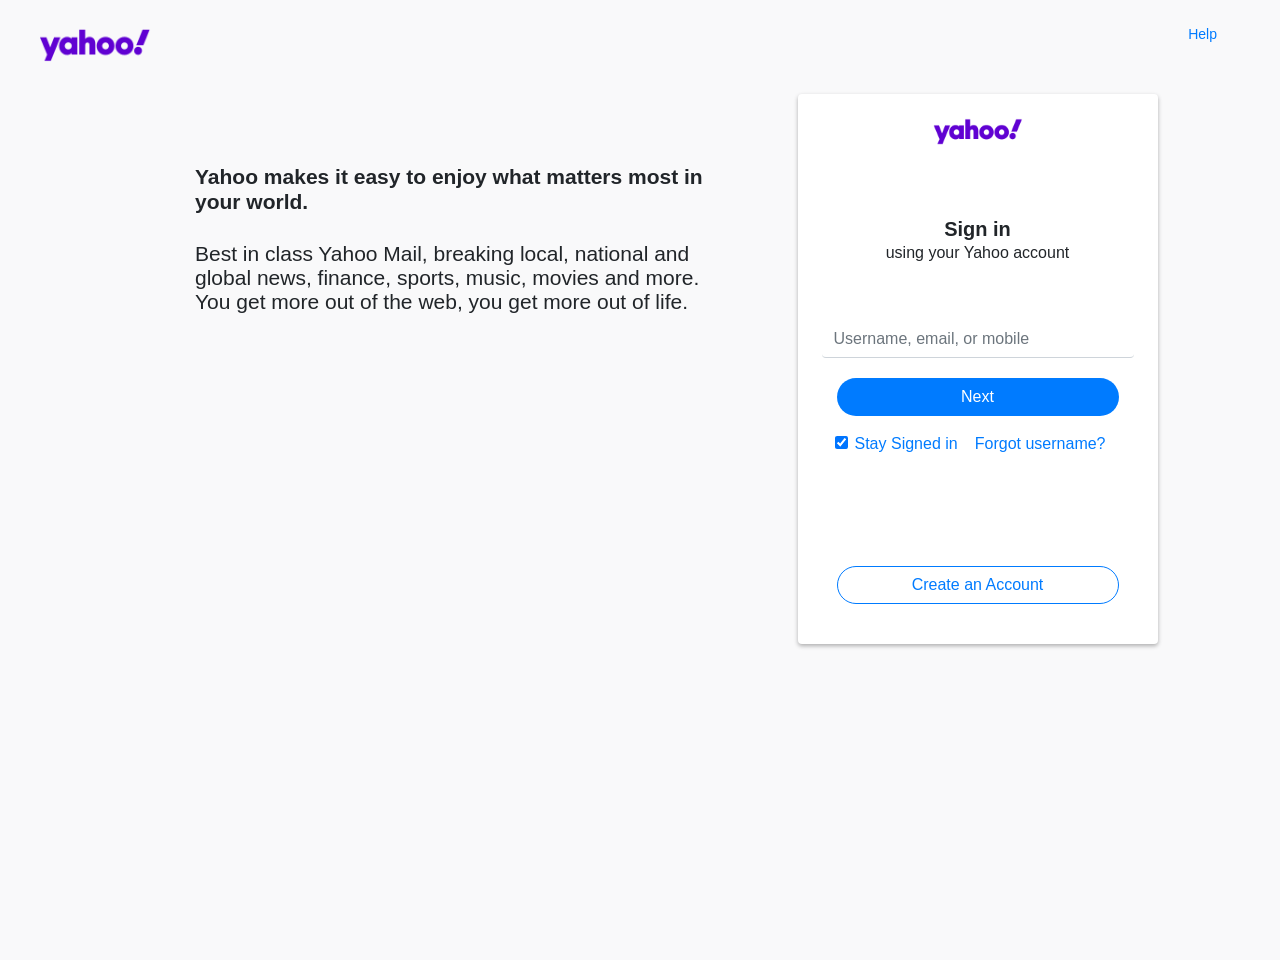 yahoo!
Help
Yahoo makes it easy to enjoy what matters most in
your world.
Best in class Yahoo Mail, breaking local, national and
global news, finance, sports, music, movies and more.
You get more out of the web, you get more out of life.
yahoo!
Sign in
using your Yahoo account
Username, email, or mobile
Next
Stay Signed in Forgot username?
Create an Account